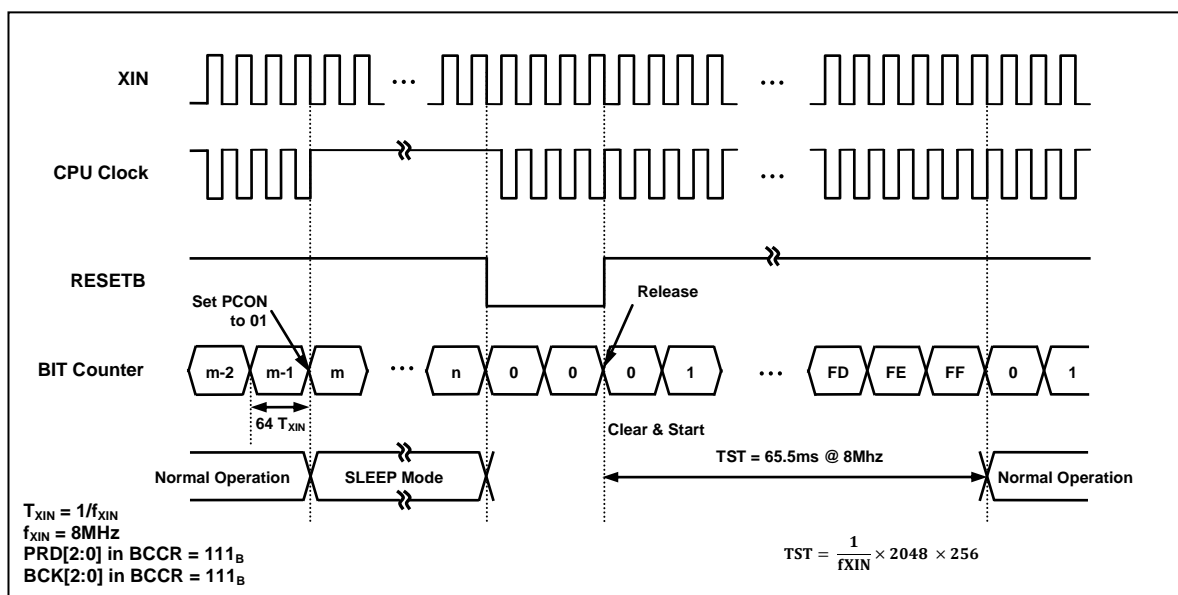 XIN
...
...
CPU Clock
...
RESETB
Set PCON
to 01
Release
BIT Counter
m-2 m-1 m ... n 0 0 0 1 ... FD FE FF 0 1
64 TXIN
Clear & Start
TST = 65.5ms @ 8Mhz
Normal Operation SLEEP Mode Normal Operation
TXIN = 1/fXIN
fXIN = 8MHz
PRD[2:0] in BCCR = 111B
BCK[2:0] in BCCR = 111B
TST = 1/fXIN × 2048 × 256